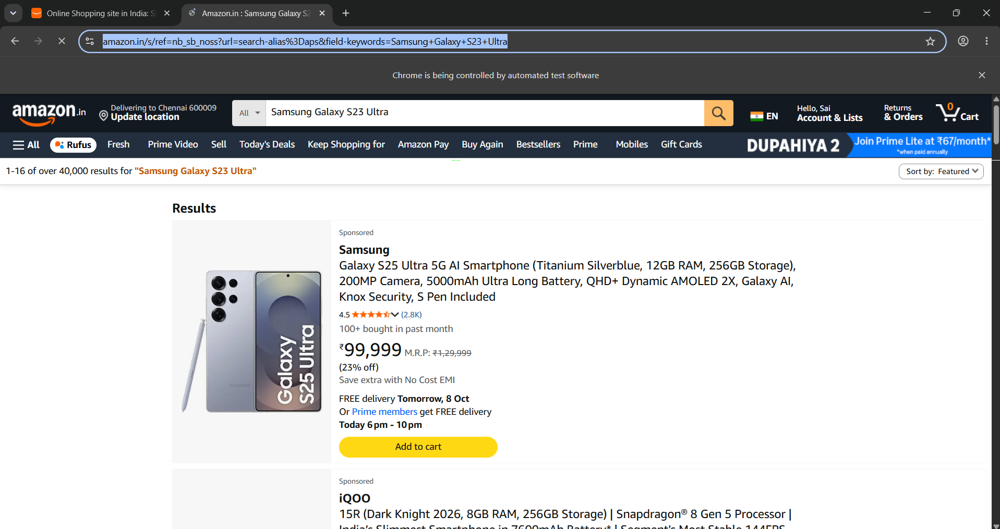 Online Shopping site in India: S
Amazon.in : Samsung Galaxy S2
amazon.in/s/ref=nb_sb_noss?url=search-alias%3Daps&field-keywords=Samsung+Galaxy+S23+Ultra
Chrome is being controlled by automated test software
amazon.in
Delivering to Chennai 600009
Update location
All
Samsung Galaxy S23 Ultra
EN
Hello, Sai
Account & Lists
Returns
& Orders
0
Cart
All
Rufus
Fresh
Prime Video
Sell
Today's Deals
Keep Shopping for
Amazon Pay
Buy Again
Bestsellers
Prime
Mobiles
Gift Cards
DUPAHIYA 2
Join Prime Lite at ₹67/month*
*when paid annually
1-16 of over 40,000 results for "Samsung Galaxy S23 Ultra"
Sort by: Featured
Results
Sponsored
Samsung
Galaxy S25 Ultra 5G AI Smartphone (Titanium Silverblue, 12GB RAM, 256GB Storage),
200MP Camera, 5000mAh Ultra Long Battery, QHD+ Dynamic AMOLED 2X, Galaxy AI,
Knox Security, S Pen Included
4.5 (2.8K)
100+ bought in past month
₹99,999 M.R.P: ₹1,29,999
(23% off)
Save extra with No Cost EMI
FREE delivery Tomorrow, 8 Oct
Or Prime members get FREE delivery
Today 6 pm - 10 pm
Add to cart
SAMSUNG
Galaxy
S25 Ultra
Sponsored
iQOO
15R (Dark Knight 2026, 8GB RAM, 256GB Storage) | Snapdragon® 8 Gen 5 Processor |
India's Slimmest Smartphone in 7600mAh Battery* | Segment's Most Stable 144FPS